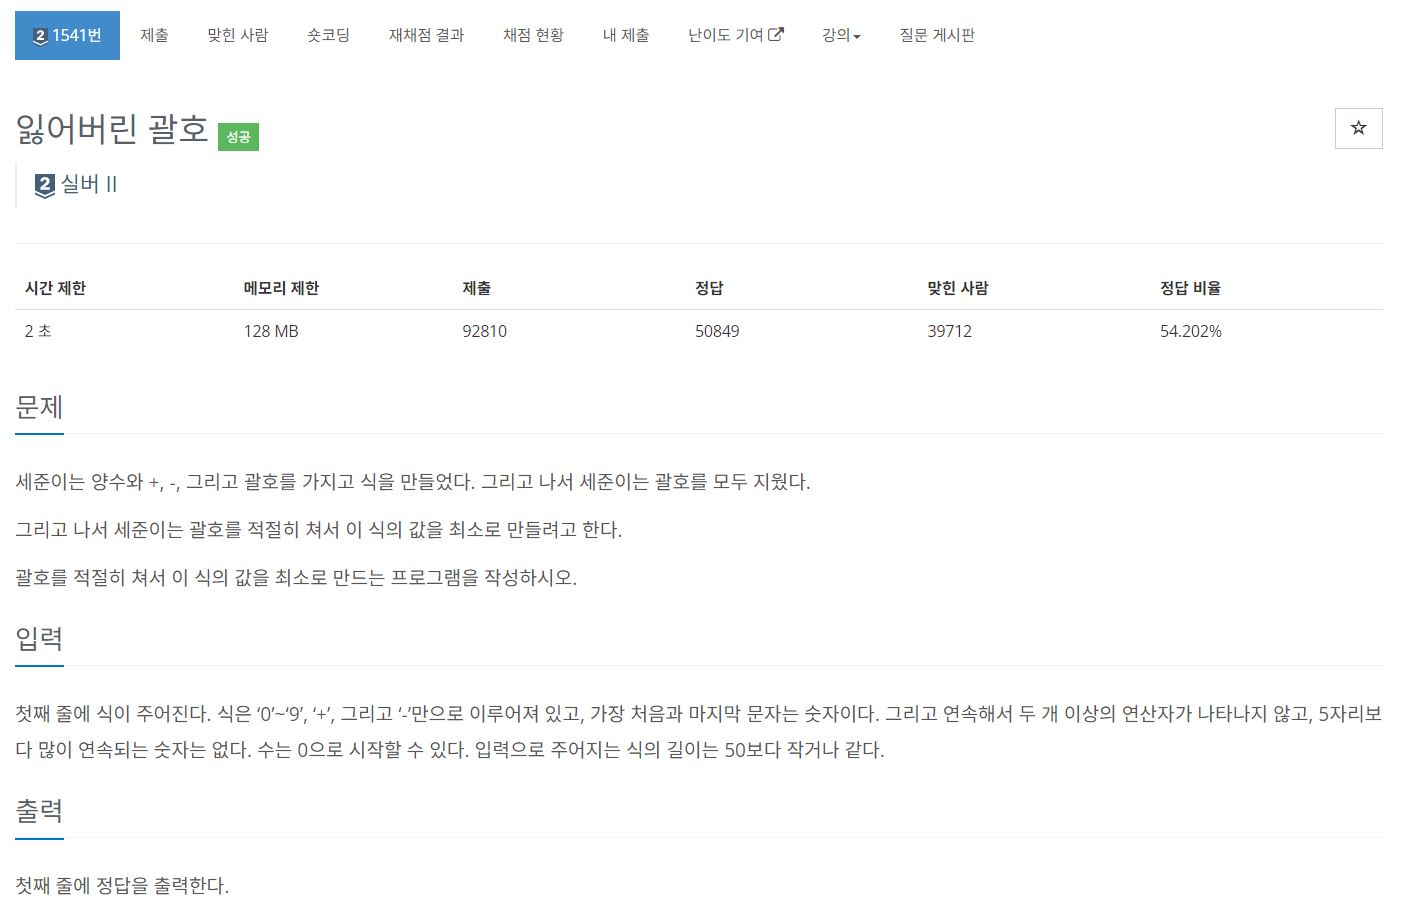 2 1541번 제출 맞힌 사람 숏코딩 재채점 결과 채점 현황 내 제출 난이도 기여 강의 질문 게시판
잃어버린 괄호 성공
2 실버 II
시간 제한 메모리 제한 제출 정답 맞힌 사람 정답 비율
2 초 128 MB 92810 50849 39712 54.202%
문제
세준이는 양수와 +, -, 그리고 괄호를 가지고 식을 만들었다. 그리고 나서 세준이는 괄호를 모두 지웠다.
그리고 나서 세준이는 괄호를 적절히 쳐서 이 식의 값을 최소로 만들려고 한다.
괄호를 적절히 쳐서 이 식의 값을 최소로 만드는 프로그램을 작성하시오.
입력
첫째 줄에 식이 주어진다. 식은 ‘0’~‘9’, ‘+’, 그리고 ‘-’만으로 이루어져 있고, 가장 처음과 마지막 문자는 숫자이다. 그리고 연속해서 두 개 이상의 연산자가 나타나지 않고, 5자리보
다 많이 연속되는 숫자는 없다. 수는 0으로 시작할 수 있다. 입력으로 주어지는 식의 길이는 50보다 작거나 같다.
출력
첫째 줄에 정답을 출력한다.